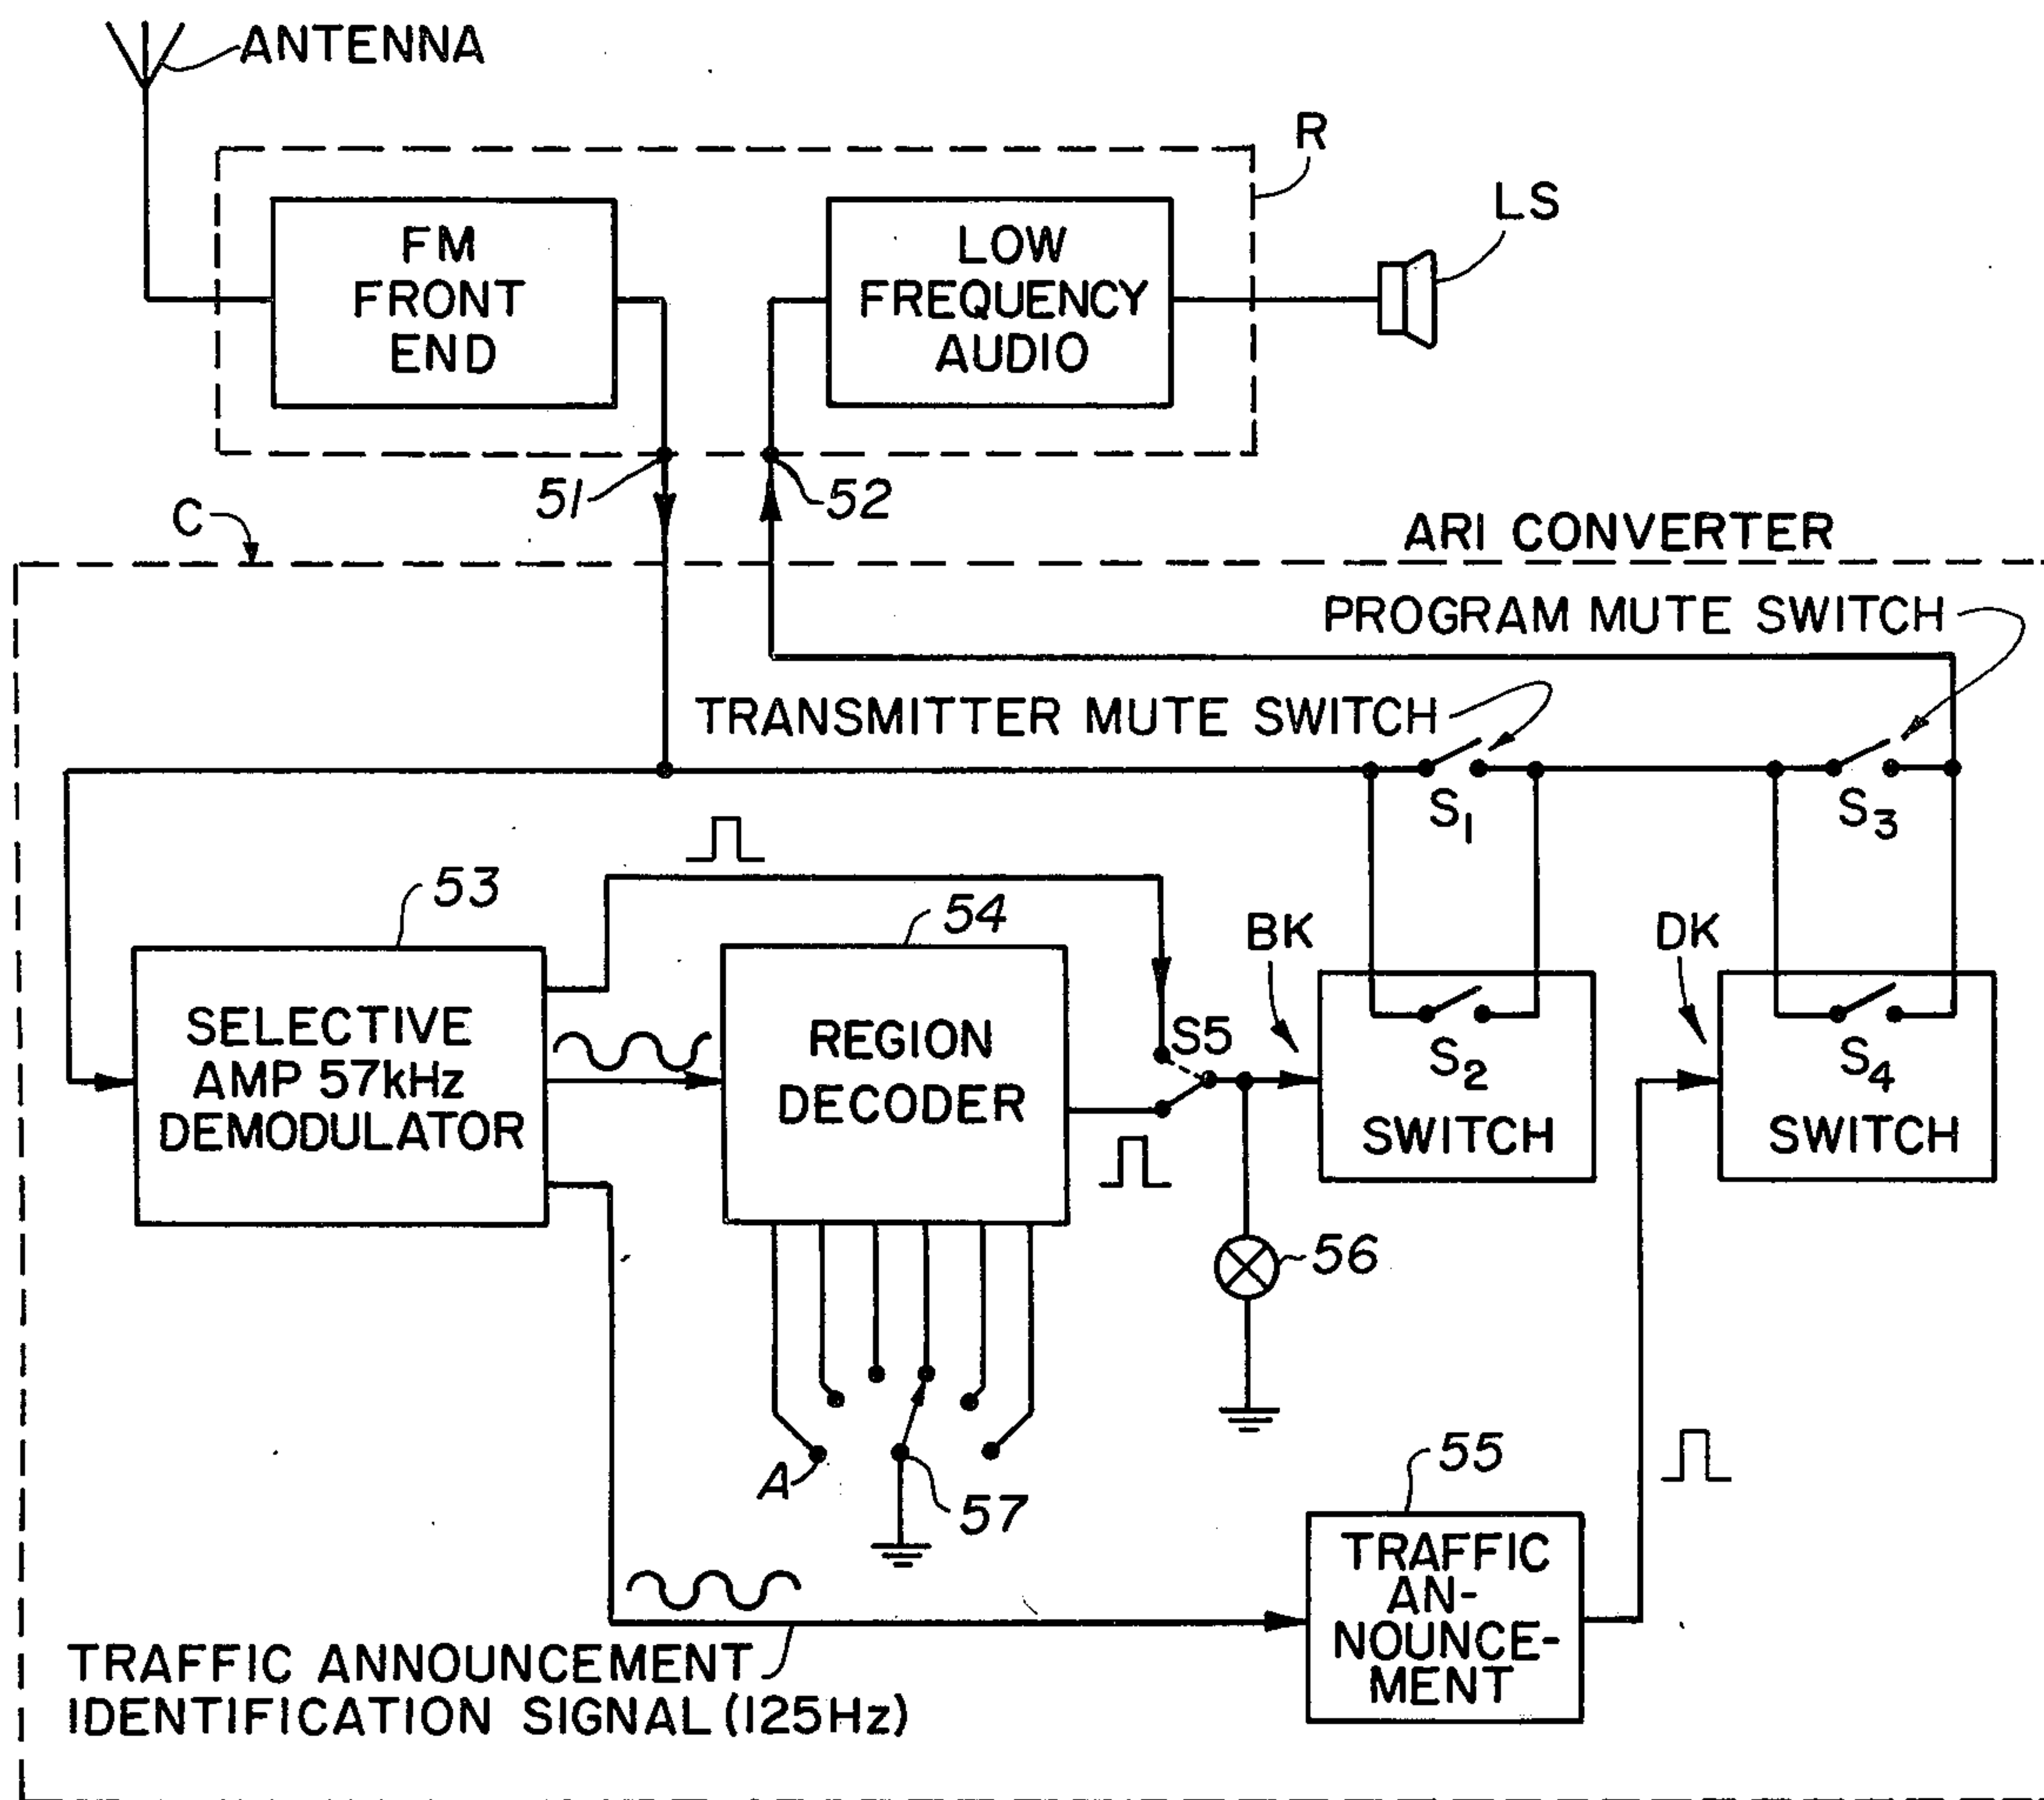 ANTENNA
R
LS
FM
FRONT
END
LOW
FREQUENCY
AUDIO
51
52
C
ARI CONVERTER
PROGRAM MUTE SWITCH
TRANSMITTER MUTE SWITCH
S1
S3
53
54
BK
DK
SELECTIVE
AMP 57kHz
DEMODULATOR
REGION
DECODER
S5
S2
SWITCH
S4
SWITCH
56
A
57
55
TRAFFIC
AN-
NOUNCE-
MENT
TRAFFIC ANNOUNCEMENT
IDENTIFICATION SIGNAL (125Hz)